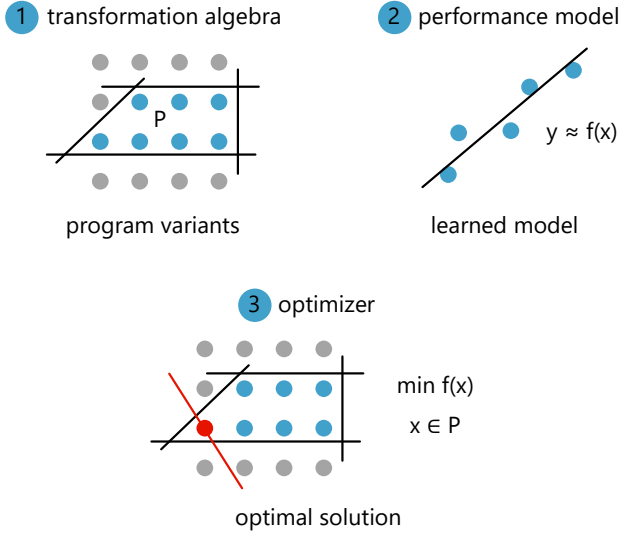 1 transformation algebra
P
program variants
2 performance model
y ≈ f(x)
learned model
3 optimizer
min f(x)
x ∈ P
optimal solution